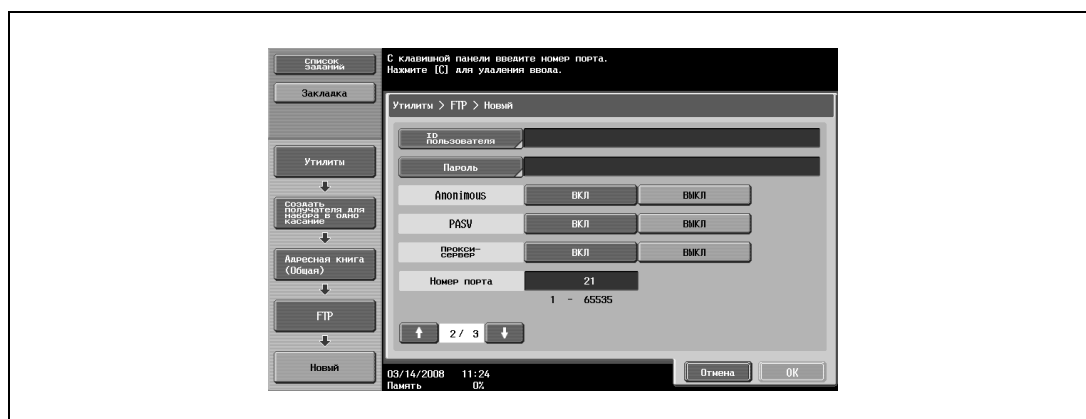 Список
заданий
Закладка
С клавишной панели введите номер порта.
Нажмите [C] для удаления ввода.
Утилиты > FTP > Новый
ID
пользователя
Пароль
Anonimous ВКЛ ВЫКЛ
PASV ВКЛ ВЫКЛ
Прокси-
сервер ВКЛ ВЫКЛ
Номер порта 21
1 - 65535
2/ 3
Утилиты
Создать
получателя для
набора в одно
касание
Адресная книга
(Общая)
FTP
Новый
03/14/2008 11:24
Память 0%
Отмена OK